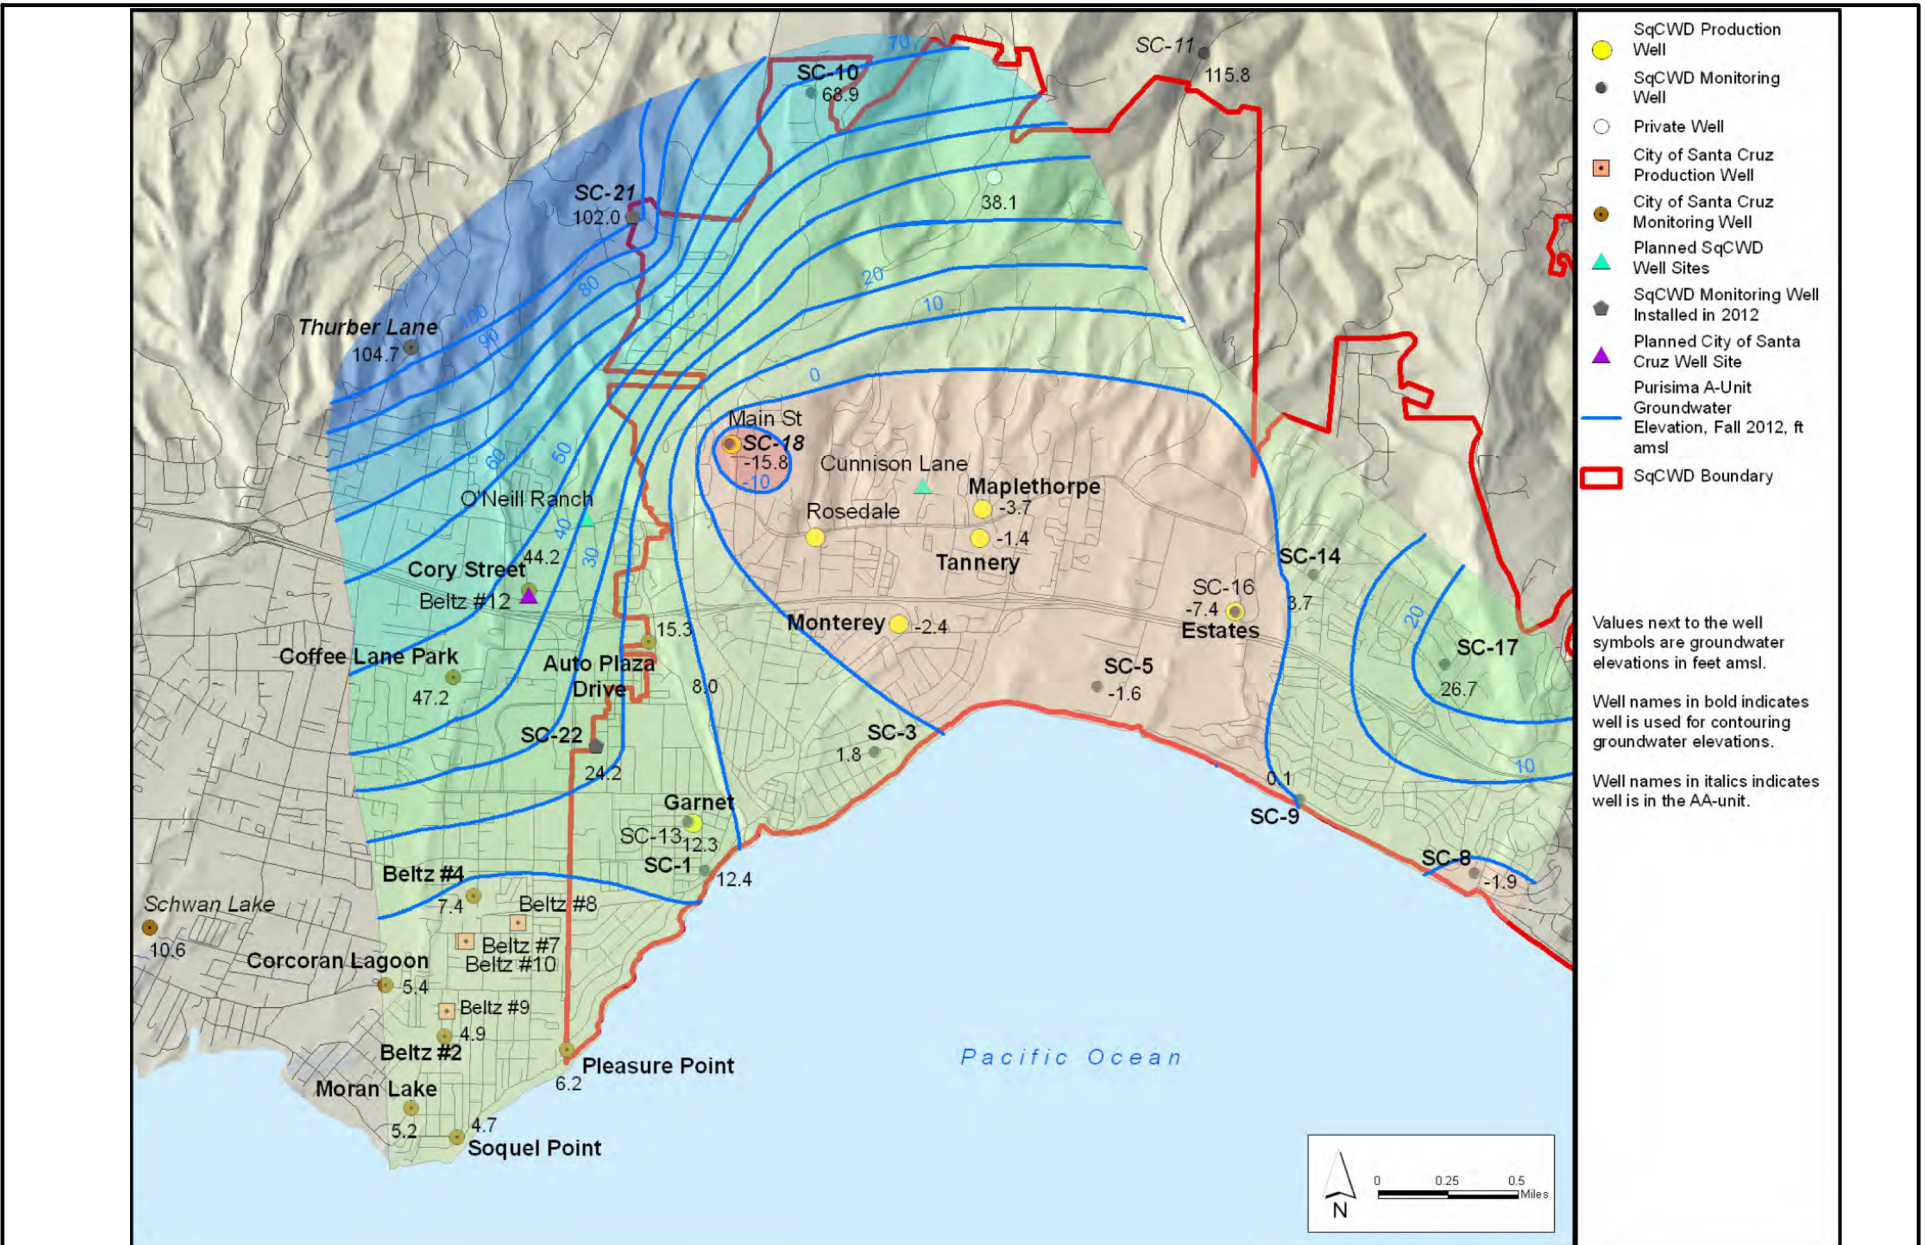 SC-11
115.8
70
SC-10
68.9
SC-21
102.0
38.1
80
20
10
100
90
Thurber Lane
104.7
0
Main St
SC-18
-15.8
-10
50
60
Cunnison Lane
Maplethorpe
-3.7
O'Neill Ranch
Rosedale
40
30
-1.4
Tannery
44.2
Cory Street
Beltz #12
SC-14
3.7
SC-16
-7.4
Estates
20
15.3
Monterey
-2.4
Coffee Lane Park
47.2
Auto Plaza
Drive
8.0
SC-5
-1.6
SC-17
26.7
SC-22
24.2
SC-3
1.8
10
0.1
SC-9
Garnet
SC-13
12.3
SC-1
12.4
SC-8
-1.9
Beltz #4
7.4
Beltz #8
Schwan Lake
10.6
Beltz #7
Beltz #10
Corcoran Lagoon
5.4
Beltz #9
4.9
Beltz #2
Pleasure Point
6.2
Pacific Ocean
Moran Lake
5.2
4.7
Soquel Point
N
0
0.25
0.5
Miles
SqCWD Production
Well
SqCWD Monitoring
Well
Private Well
City of Santa Cruz
Production Well
City of Santa Cruz
Monitoring Well
Planned SqCWD
Well Sites
SqCWD Monitoring Well
Installed in 2012
Planned City of Santa
Cruz Well Site
Purisima A-Unit
Groundwater
Elevation, Fall 2012, ft
amsl
SqCWD Boundary
Values next to the well
symbols are groundwater
elevations in feet amsl.
Well names in bold indicates
well is used for contouring
groundwater elevations.
Well names in italics indicates
well is in the AA-unit.